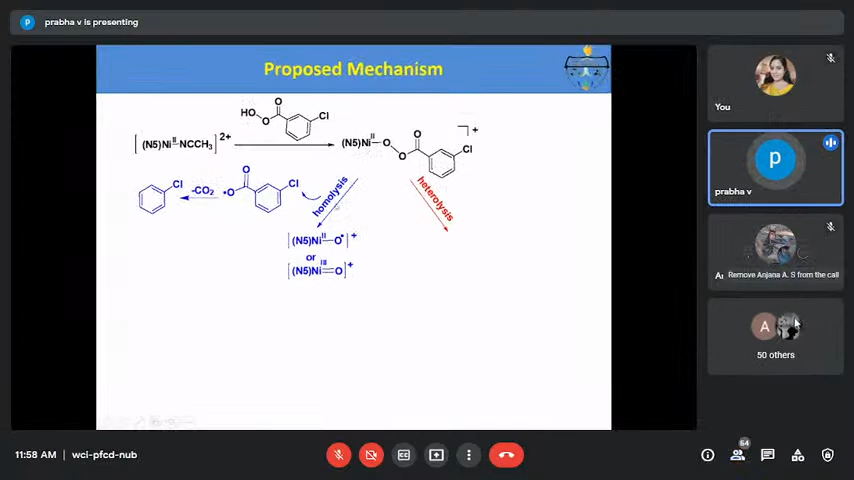 prabha v is presenting
Proposed Mechanism
[ (N5)Ni II NCCH3 ] 2+
HO O O Cl
(N5)Ni II O O O Cl ] +
Cl -CO2 •O O Cl
homolysis
heterolysis
[ (N5)Ni II O• ] +
or
[ (N5)Ni III O ] +
You
p
prabha v
A
Remove Anjana A. S from the call
A
50 others
11:58 AM | wci-pfcd-nub
64